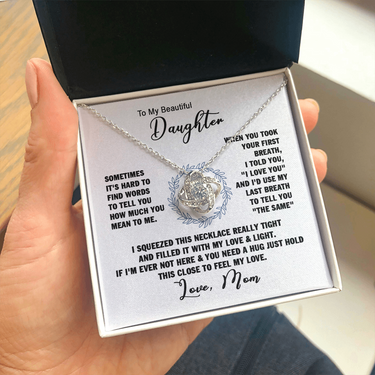 To My Beautiful
Daughter
SOMETIMES
IT'S HARD TO
FIND WORDS
TO TELL YOU
HOW MUCH YOU
MEAN TO ME.
WHEN YOU TOOK
YOUR FIRST
BREATH,
I TOLD YOU,
"I LOVE YOU"
AND I'D USE MY
LAST BREATH
TO TELL YOU
"THE SAME"
I SQUEEZED THIS NECKLACE REALLY TIGHT
AND FILLED IT WITH MY LOVE & LIGHT.
IF I'M EVER NOT HERE & YOU NEED A HUG JUST HOLD
THIS CLOSE TO FEEL MY LOVE.
Love, Mom